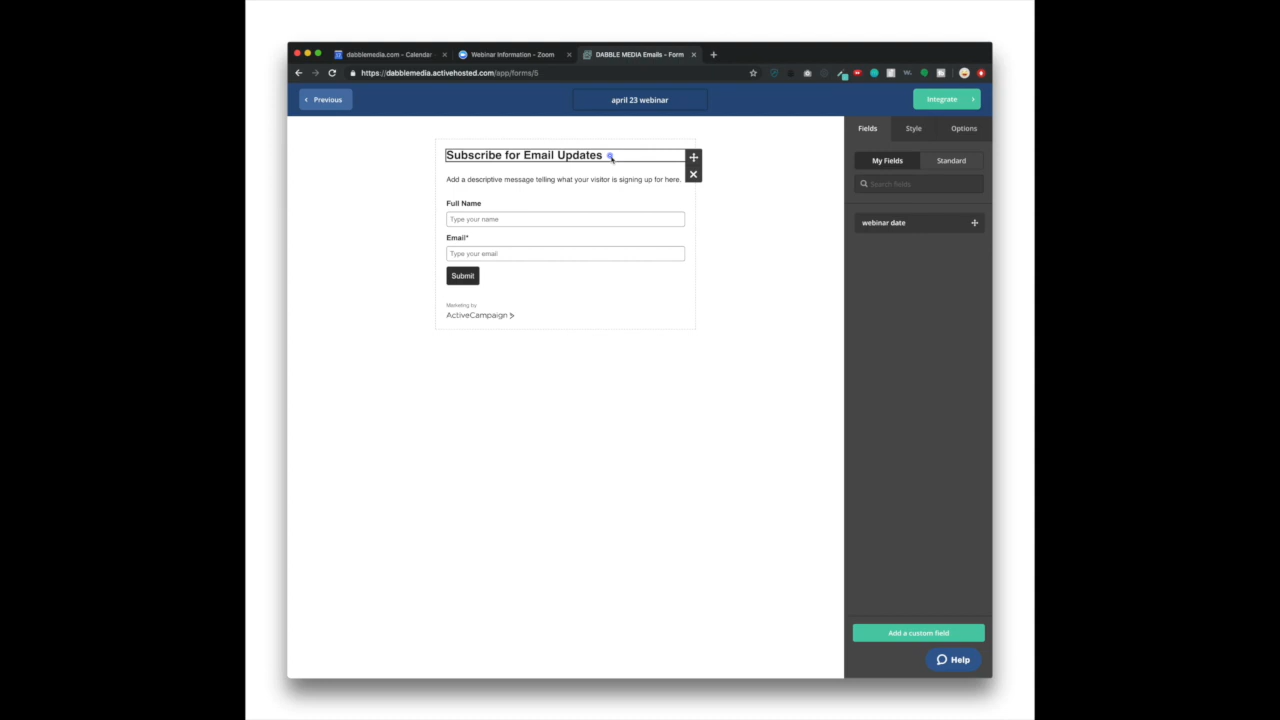 dabblemedia.com - Calendar
Webinar Information - Zoom
DABBLE MEDIA Emails - Form
https://dabblemedia.activehosted.com/app/forms/5
Previous
april 23 webinar
Integrate
Fields
Style
Options
My Fields
Standard
Search fields
webinar date
Subscribe for Email Updates
Add a descriptive message telling what your visitor is signing up for here.
Full Name
Type your name
Email*
Type your email
Submit
Marketing by
ActiveCampaign >
Add a custom field
Help